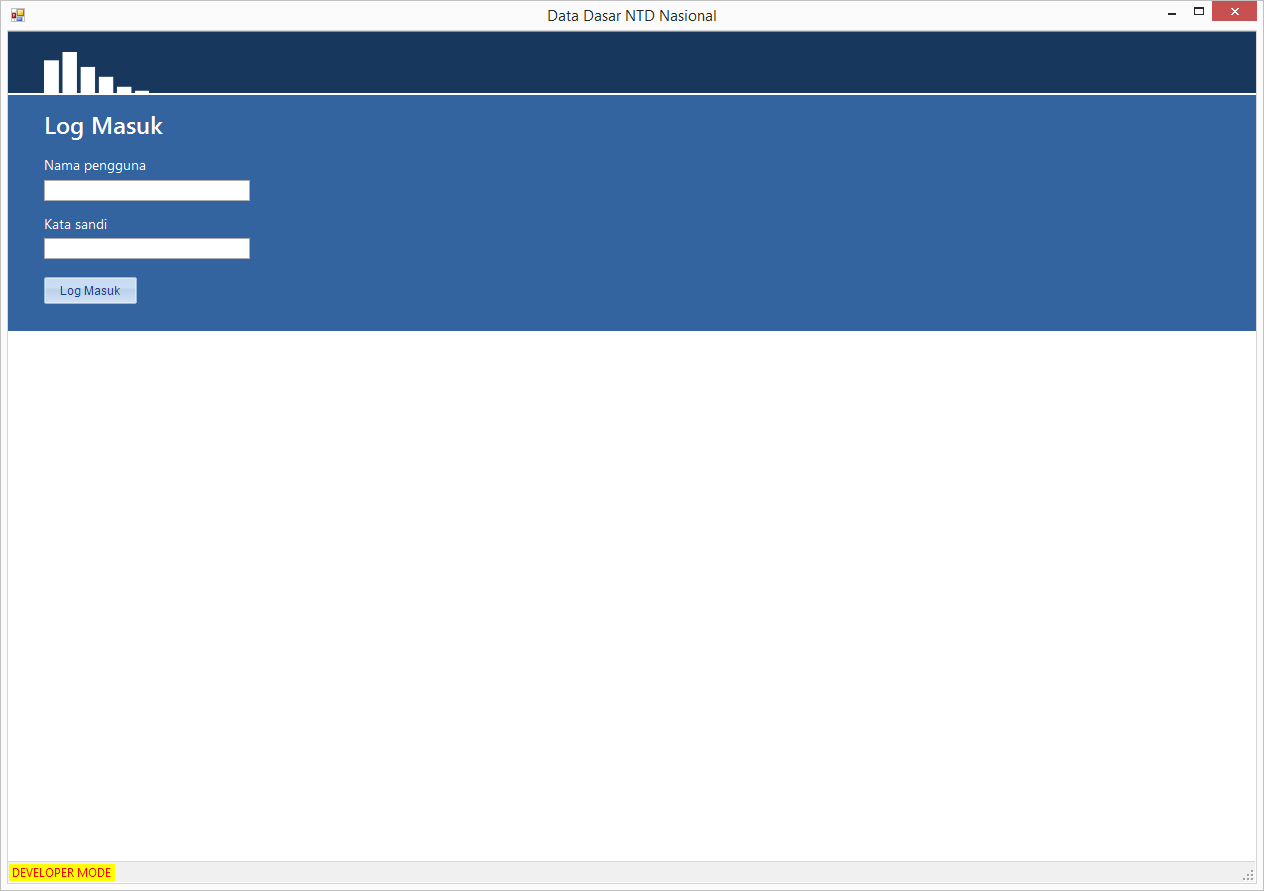 Data Dasar NTD Nasional
Log Masuk
Nama pengguna
Kata sandi
Log Masuk
DEVELOPER MODE